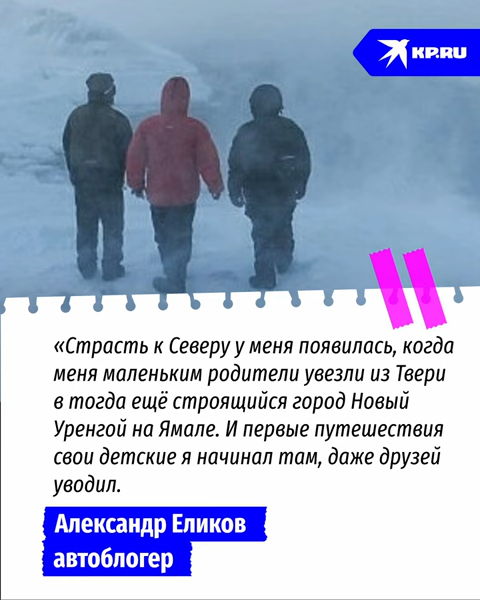 KP.RU
«Страсть к Северу у меня появилась, когда
меня маленьким родители увезли из Твери
в тогда ещё строящийся город Новый
Уренгой на Ямале. И первые путешествия
свои детские я начинал там, даже друзей
уводил.
Александр Еликов
автоблогер